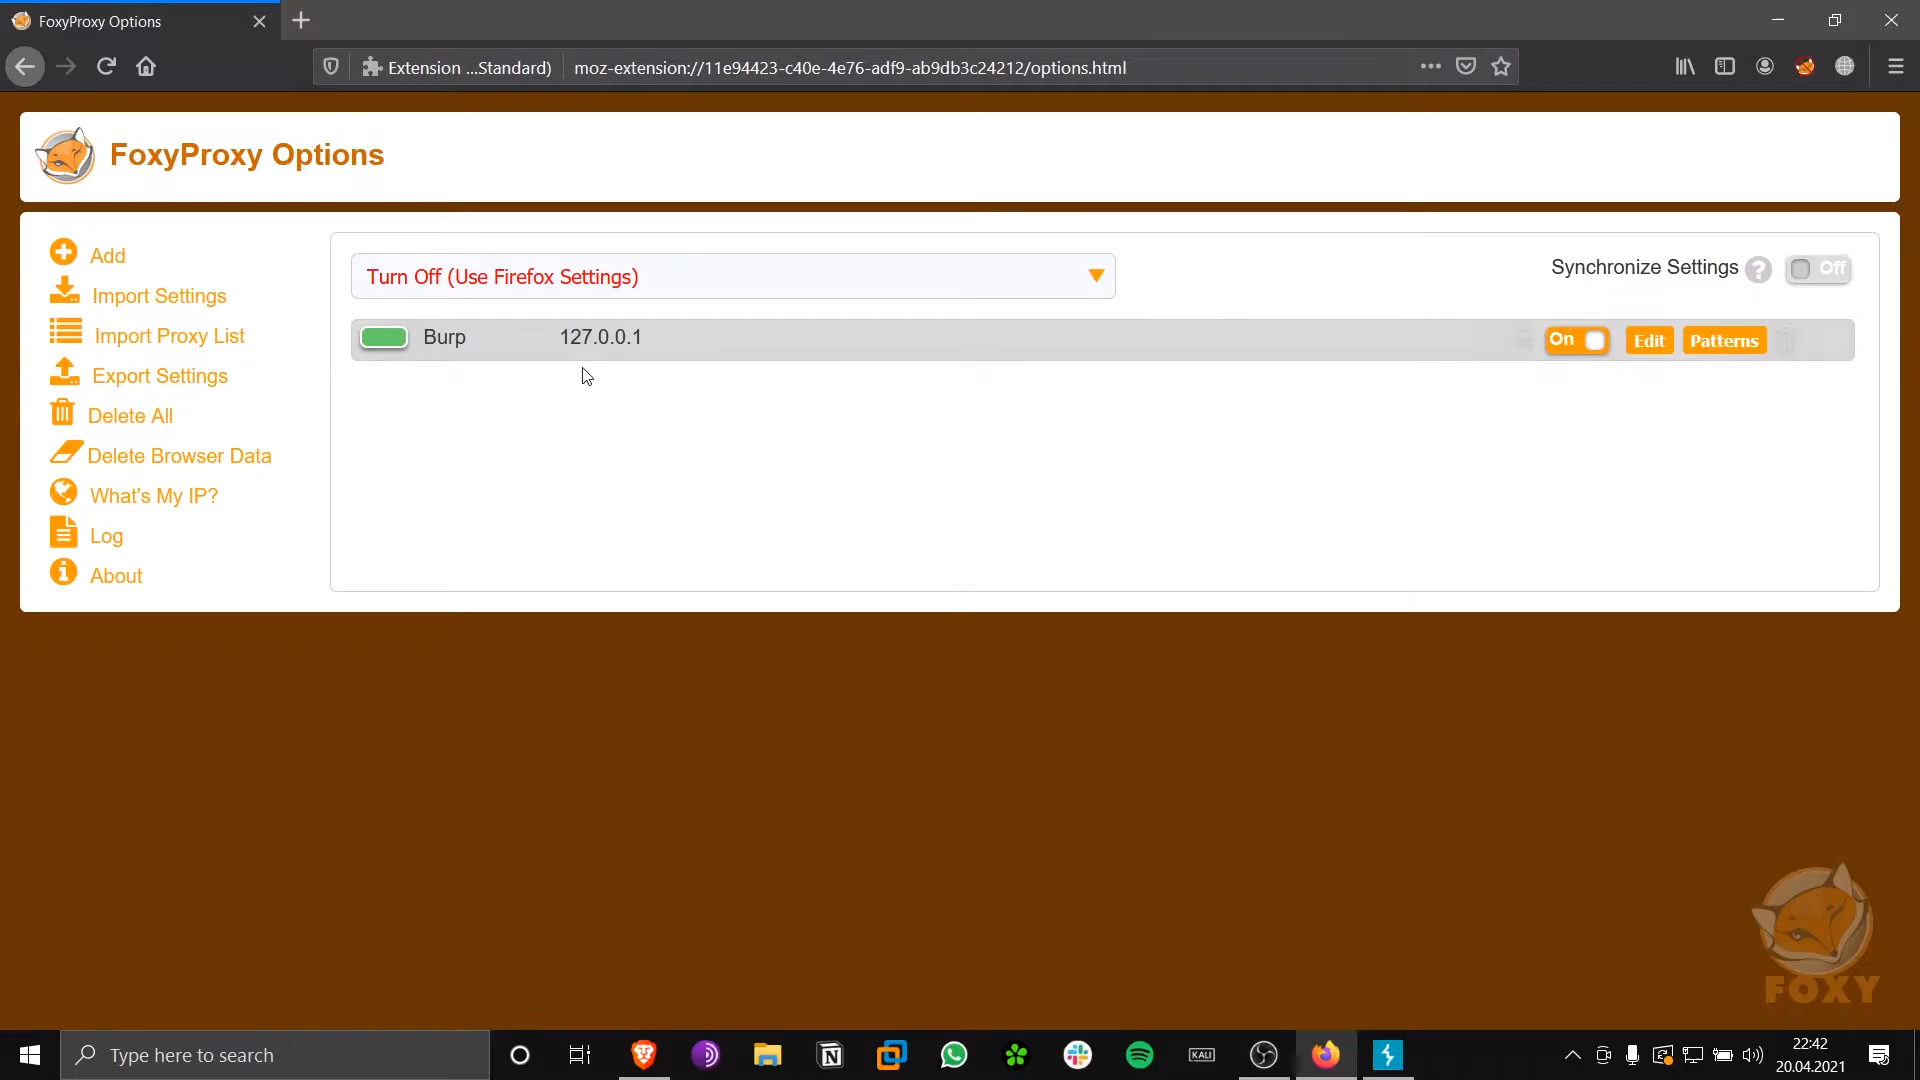 FoxyProxy Options
Extension ...Standard)
moz-extension://11e94423-c40e-4e76-adf9-ab9db3c24212/options.html
FoxyProxy Options
Add
Import Settings
Import Proxy List
Export Settings
Delete All
Delete Browser Data
What's My IP?
Log
About
Turn Off (Use Firefox Settings)
Synchronize Settings ? Off
Burp 127.0.0.1 On Edit Patterns
FOXY
Type here to search
KALI
22:42
20.04.2021